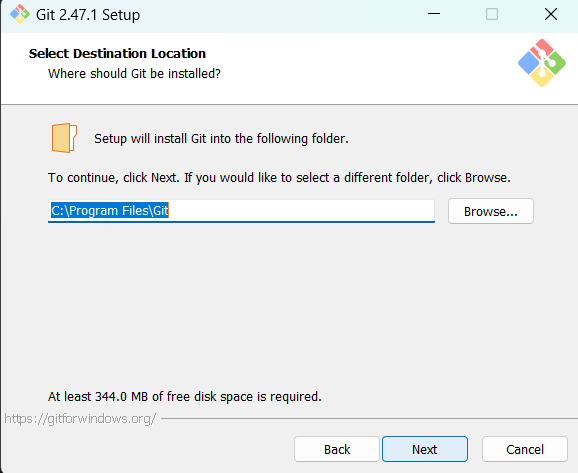 Git 2.47.1 Setup
Select Destination Location
Where should Git be installed?
Setup will install Git into the following folder.
To continue, click Next. If you would like to select a different folder, click Browse.
C:\Program Files\Git
Browse...
At least 344.0 MB of free disk space is required.
https://gitforwindows.org/
Back
Next
Cancel